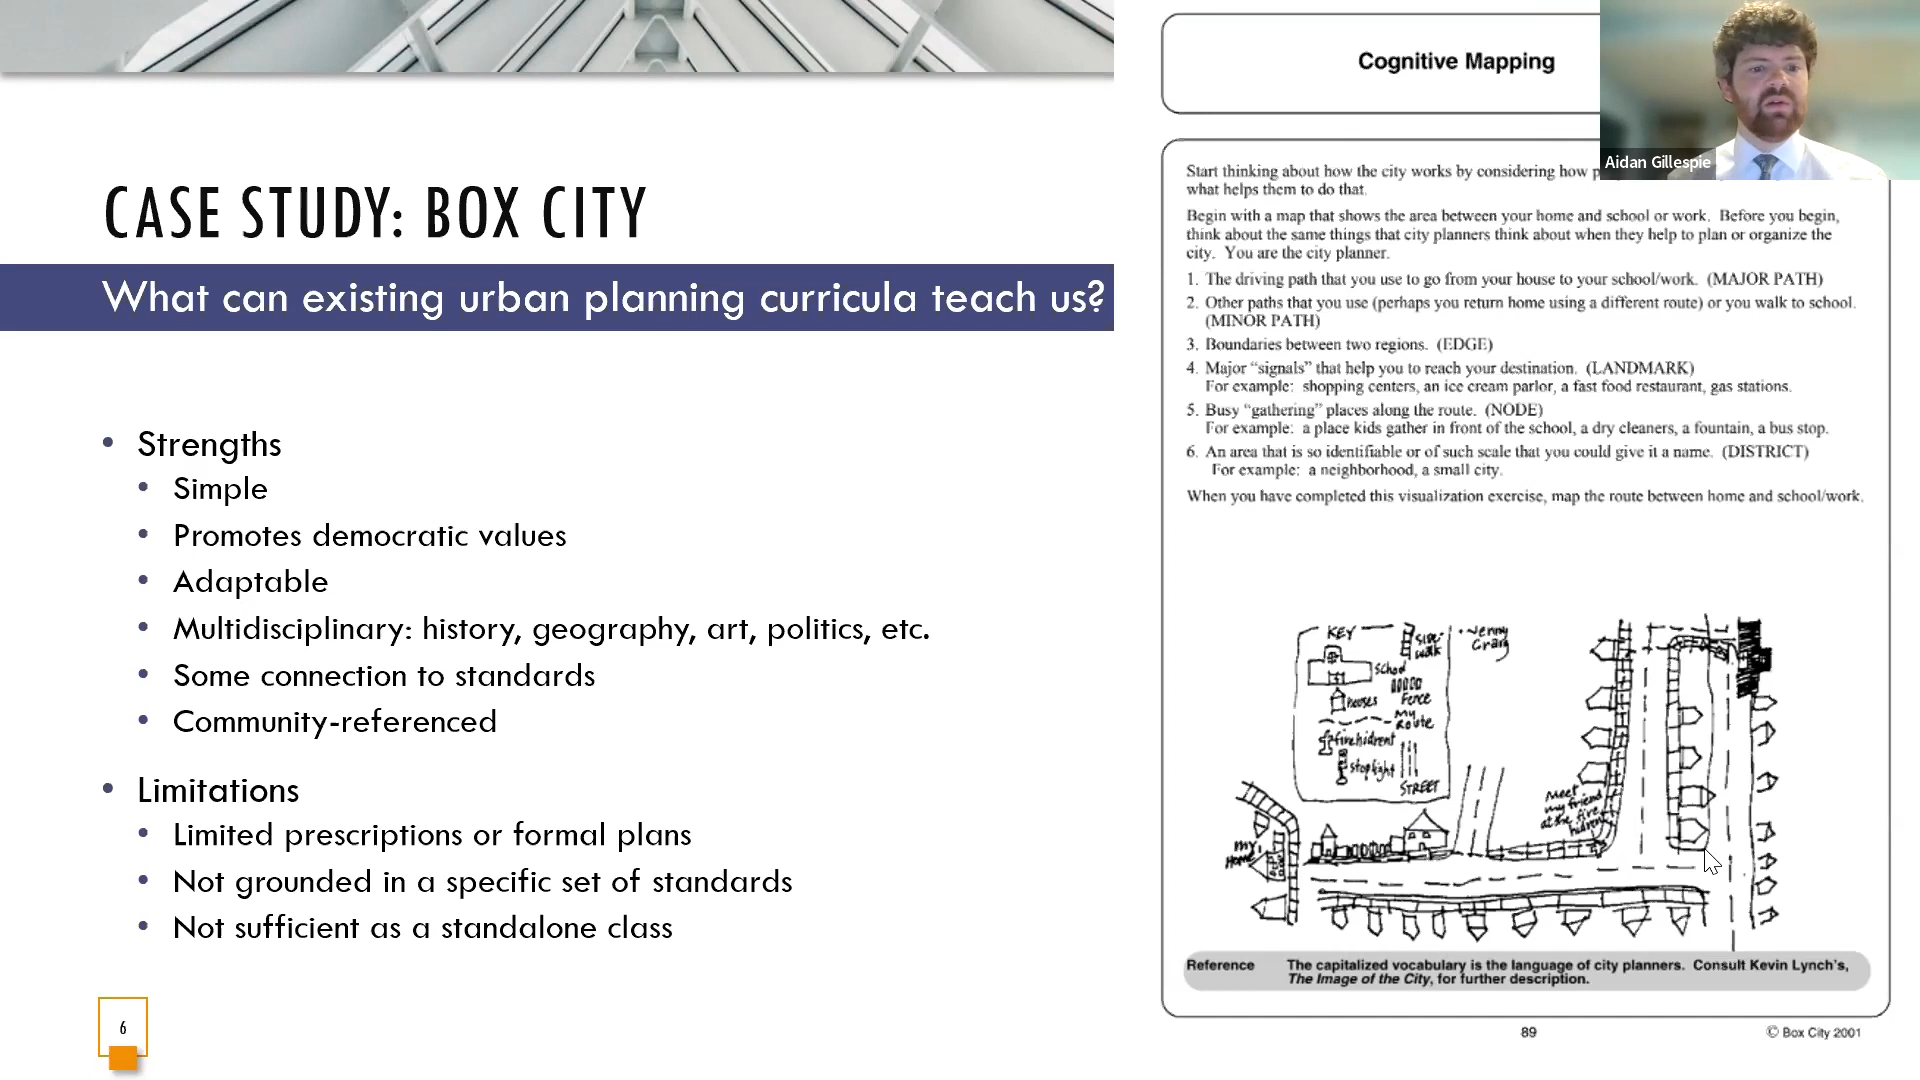 CASE STUDY: BOX CITY
What can existing urban planning curricula teach us?
• Strengths
• Simple
• Promotes democratic values
• Adaptable
• Multidisciplinary: history, geography, art, politics, etc.
• Some connection to standards
• Community-referenced
• Limitations
• Limited prescriptions or formal plans
• Not grounded in a specific set of standards
• Not sufficient as a standalone class
6
Cognitive Mapping
Aidan Gillespie
Start thinking about how the city works by considering how
what helps them to do that.
Begin with a map that shows the area between your home and school or work. Before you begin,
think about the same things that city planners think about when they help to plan or organize the
city. You are the city planner.
1. The driving path that you use to go from your house to your school/work. (MAJOR PATH)
2. Other paths that you use (perhaps you return home using a different route) or you walk to school.
(MINOR PATH)
3. Boundaries between two regions. (EDGE)
4. Major "signals" that help you to reach your destination. (LANDMARK)
For example: shopping centers, an ice cream parlor, a fast food restaurant, gas stations.
5. Busy "gathering" places along the route. (NODE)
For example: a place kids gather in front of the school, a dry cleaners, a fountain, a bus stop.
6. An area that is so identifiable or of such scale that you could give it a name. (DISTRICT)
For example: a neighborhood, a small city.
When you have completed this visualization exercise, map the route between home and school/work.
KEY
side-
walk
• Jenny
Craig
School
houses
Fence
My
Route
fire hidrent
stoplight
STREET
Meet
my friend
at the fire
hidrent
my
Home
Reference The capitalized vocabulary is the language of city planners. Consult Kevin Lynch's,
The Image of the City, for further description.
89
© Box City 2001